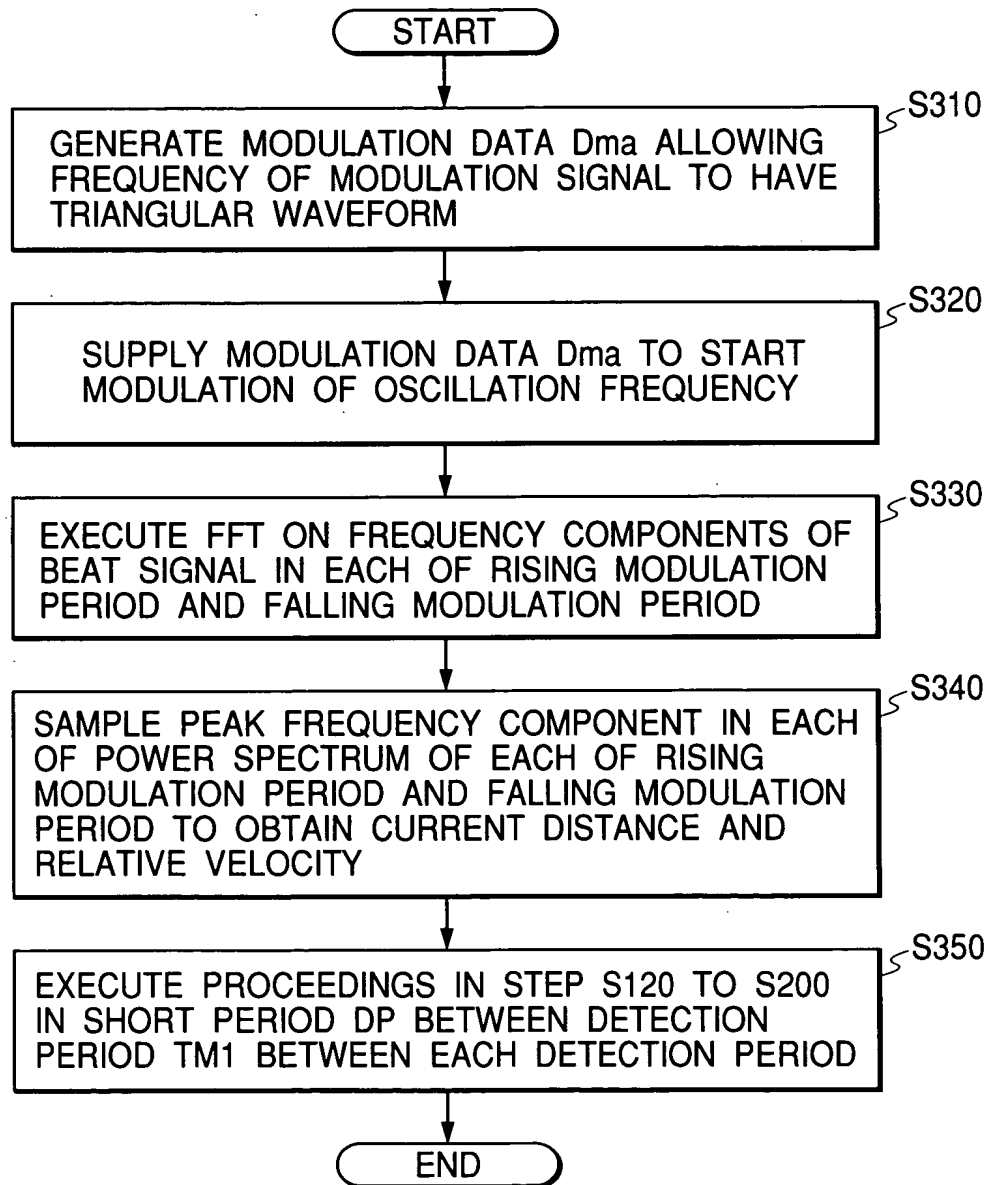 START
S310
GENERATE MODULATION DATA Dma ALLOWING
FREQUENCY OF MODULATION SIGNAL TO HAVE
TRIANGULAR WAVEFORM
S320
SUPPLY MODULATION DATA Dma TO START
MODULATION OF OSCILLATION FREQUENCY
S330
EXECUTE FFT ON FREQUENCY COMPONENTS OF
BEAT SIGNAL IN EACH OF RISING MODULATION
PERIOD AND FALLING MODULATION PERIOD
S340
SAMPLE PEAK FREQUENCY COMPONENT IN EACH
OF POWER SPECTRUM OF EACH OF RISING
MODULATION PERIOD AND FALLING MODULATION
PERIOD TO OBTAIN CURRENT DISTANCE AND
RELATIVE VELOCITY
S350
EXECUTE PROCEEDINGS IN STEP S120 TO S200
IN SHORT PERIOD DP BETWEEN DETECTION
PERIOD TM1 BETWEEN EACH DETECTION PERIOD
END